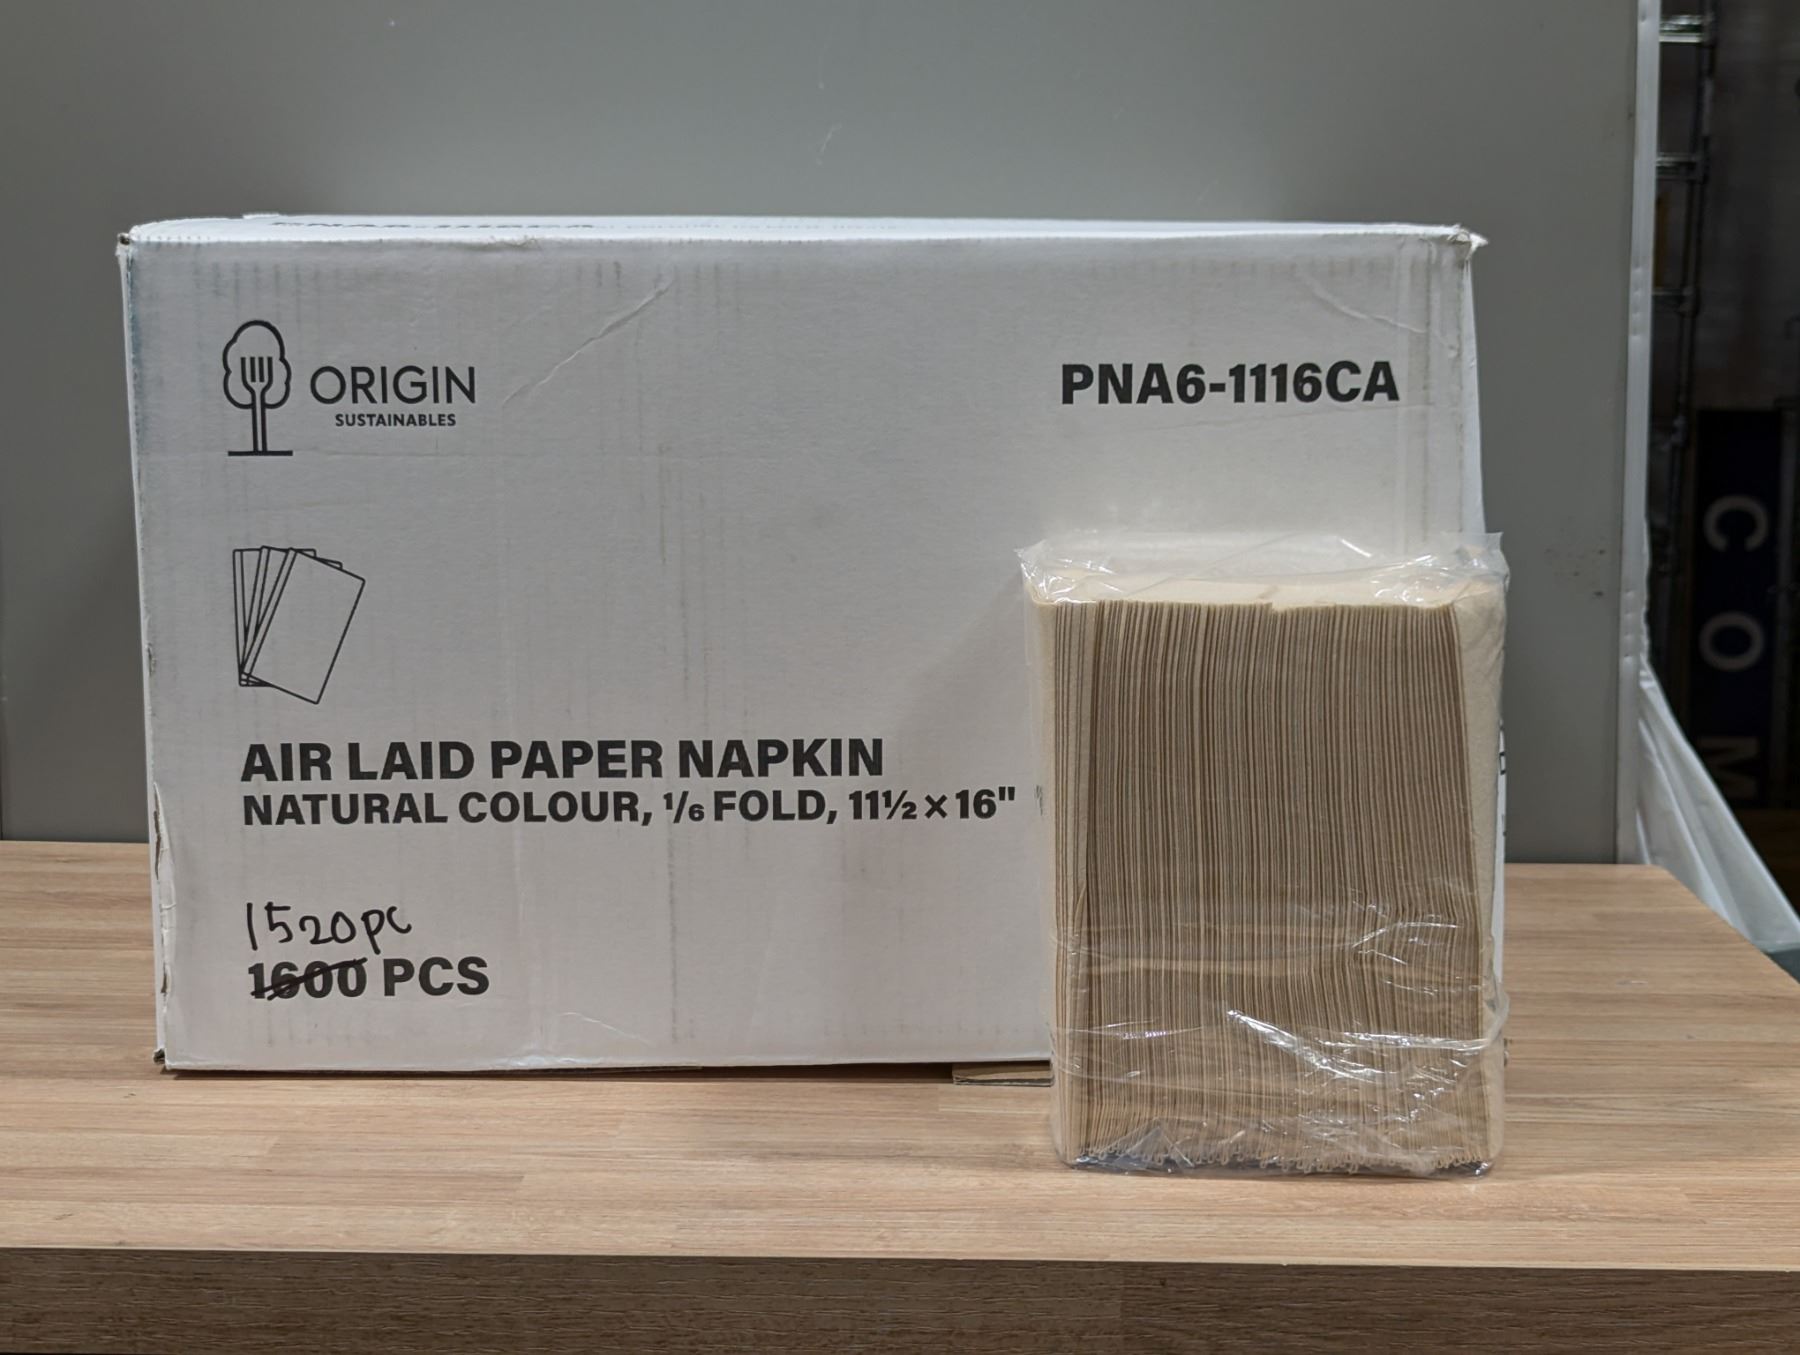 ORIGIN
SUSTAINABLES
PNA6-1116CA
AIR LAID PAPER NAPKIN
NATURAL COLOUR, 1/6 FOLD, 11½ × 16"
1520pc
1600 PCS
COM